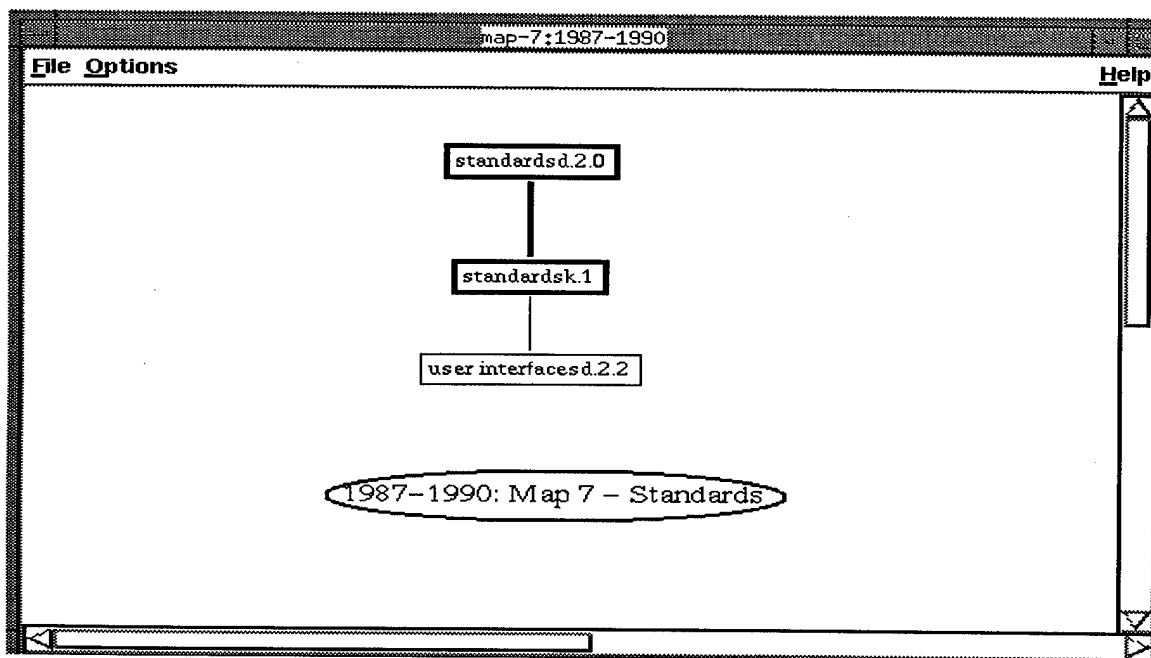 map-7:1987-1990
File Options Help
standardsd.2.0
standardsk.1
user interfacesd.2.2
1987-1990: Map 7 - Standards